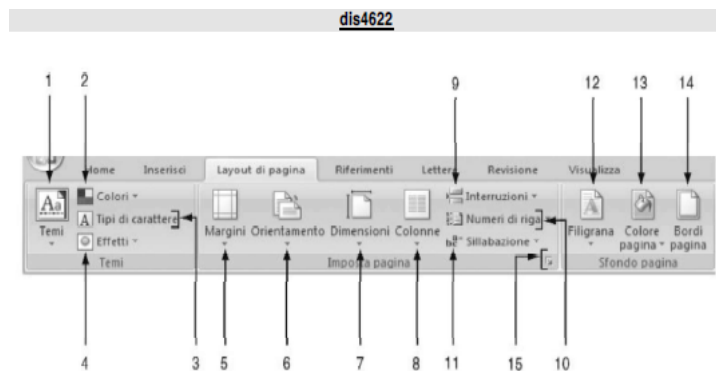 dis4622
1 2 9 12 13 14
Home Inserisci Layout di pagina Riferimenti Lettere Revisione Visualizza
Temi
Colori
Tipi di carattere
Effetti
Temi
Margini Orientamento Dimensioni Colonne
Interruzioni
Numeri di riga
Sillabazione
Imposta pagina
Filigrana Colore pagina Bordi pagina
Sfondo pagina
4 3 5 6 7 8 11 15 10